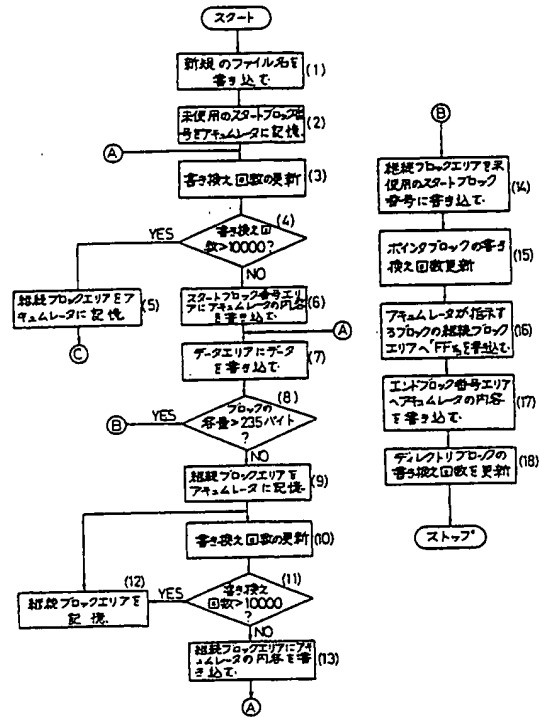 スタート
新規のファイル名を
書き込て
(1)
未使用のスタートブロック番
号をアキュムレータに記憶.
(2)
A
書き換え回数の更新
(3)
(4)
書き換え回
数>10000?
YES
NO
継続ブロックエリアをア
キュムレータに記憶
(5)
C
スタートブロック番号エリ
アにアキュムレータの内容
を書き込て
(6)
A
データエリアにデータ
を書き込て
(7)
(8)
ブロックの
容量>235バイト
?
YES
B
NO
継続ブロックエリアを
アキュムレータに記憶
(9)
書き換え回数の更新
(10)
(11)
書き換え
回数>10000
?
YES
(12)
継続ブロックエリアを
記憶.
NO
継続ブロックエリアにアキ
ュムレータの内容を書
き込て
(13)
A
B
継続ブロックエリアを未
使用のスタートブロック
番号に書き込て.
(14)
ポインタブロックの書き
換え回数更新
(15)
アキュムレータが指示す
るブロックの継続ブロック
エリアへ'FF'を書き込て.
(16)
エンドブロック番号エリア
へアキュムレータの内容
を書き込て.
(17)
ディレクトリブロックの
書き換え回数を更新
(18)
ストップ